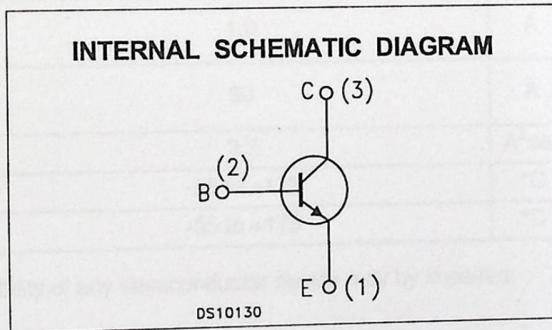 INTERNAL SCHEMATIC DIAGRAM
C (3)
(2)
B
E (1)
DS10130